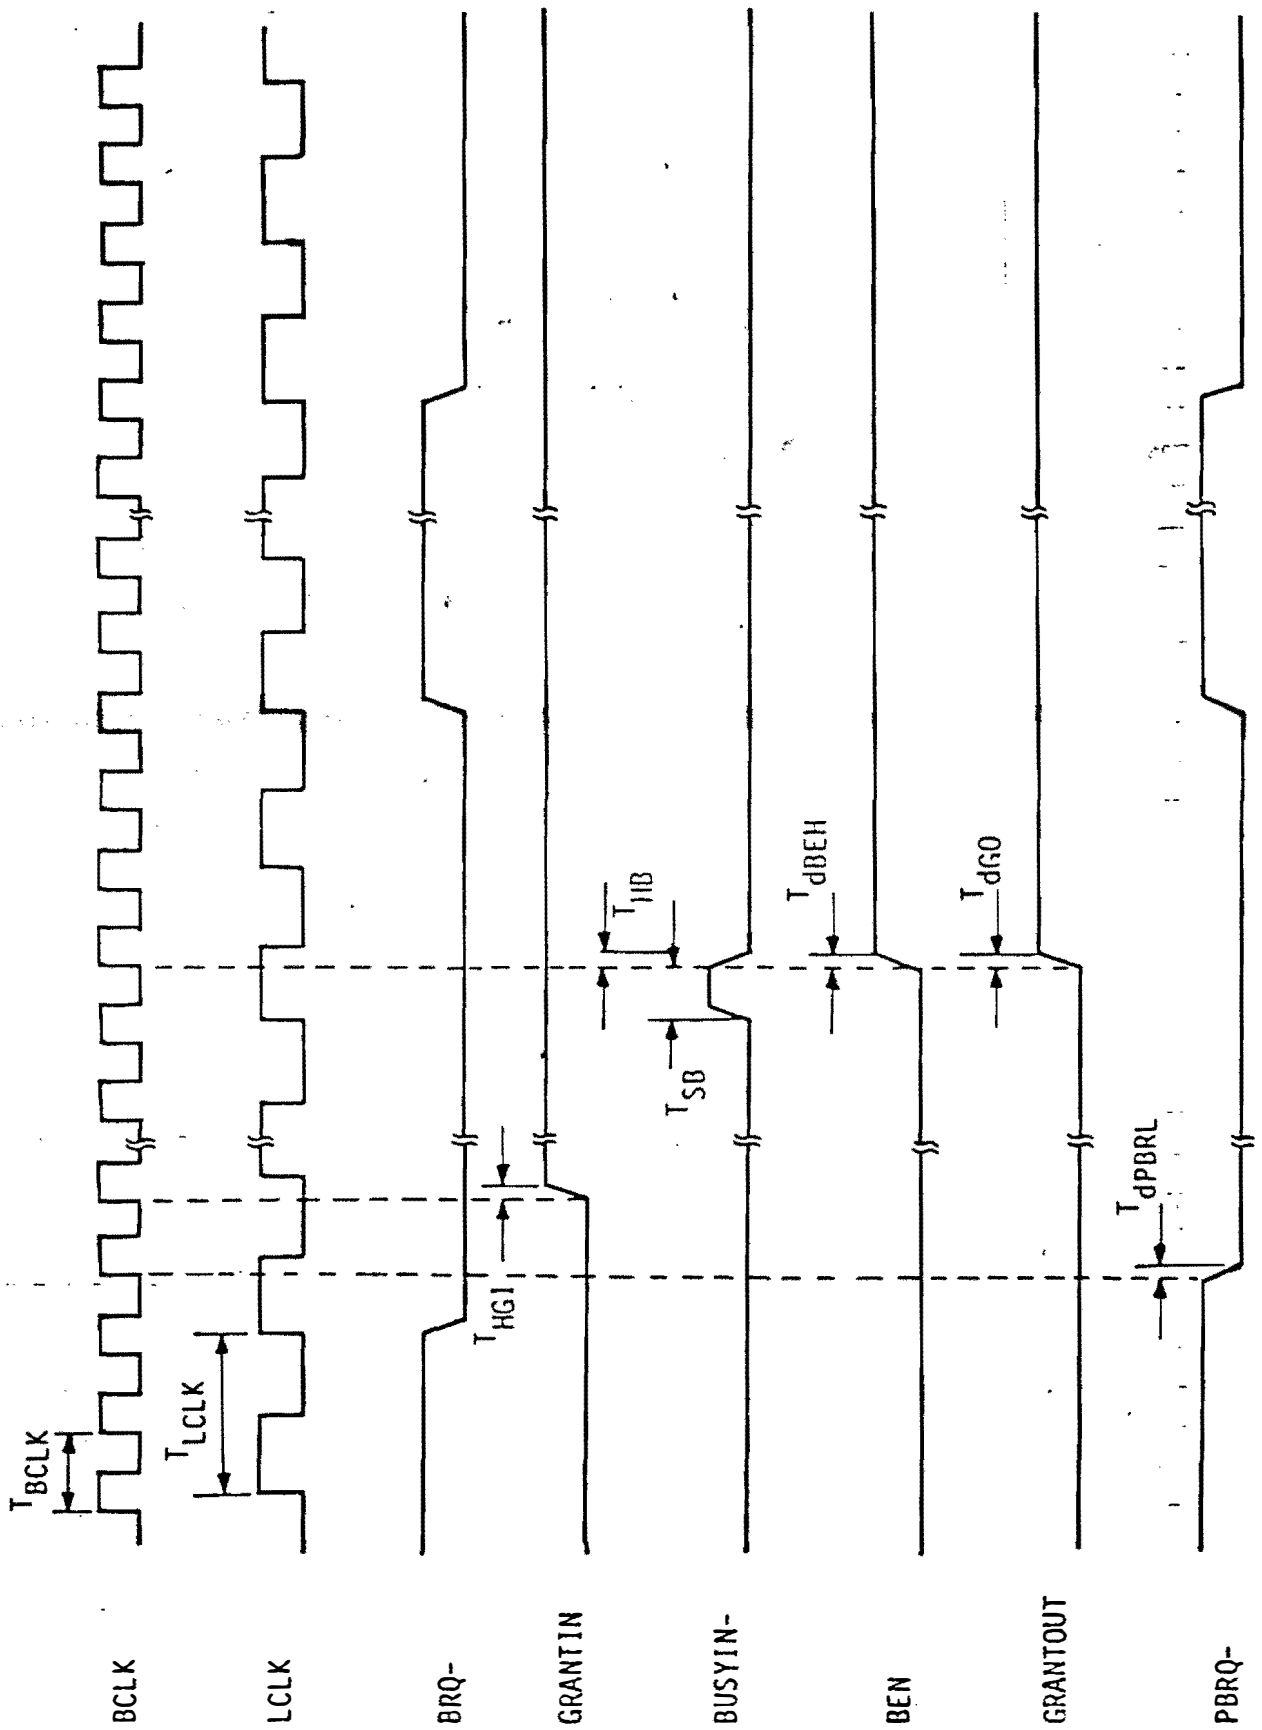 T_BCLK
BCLK
T_LCLK
LCLK
BRQ-
T_HGI
GRANTIN
T_HB
T_SB
BUSYIN-
T_dBEH
BEN
T_dGO
GRANTOUT
T_dPBRL
PBRQ-